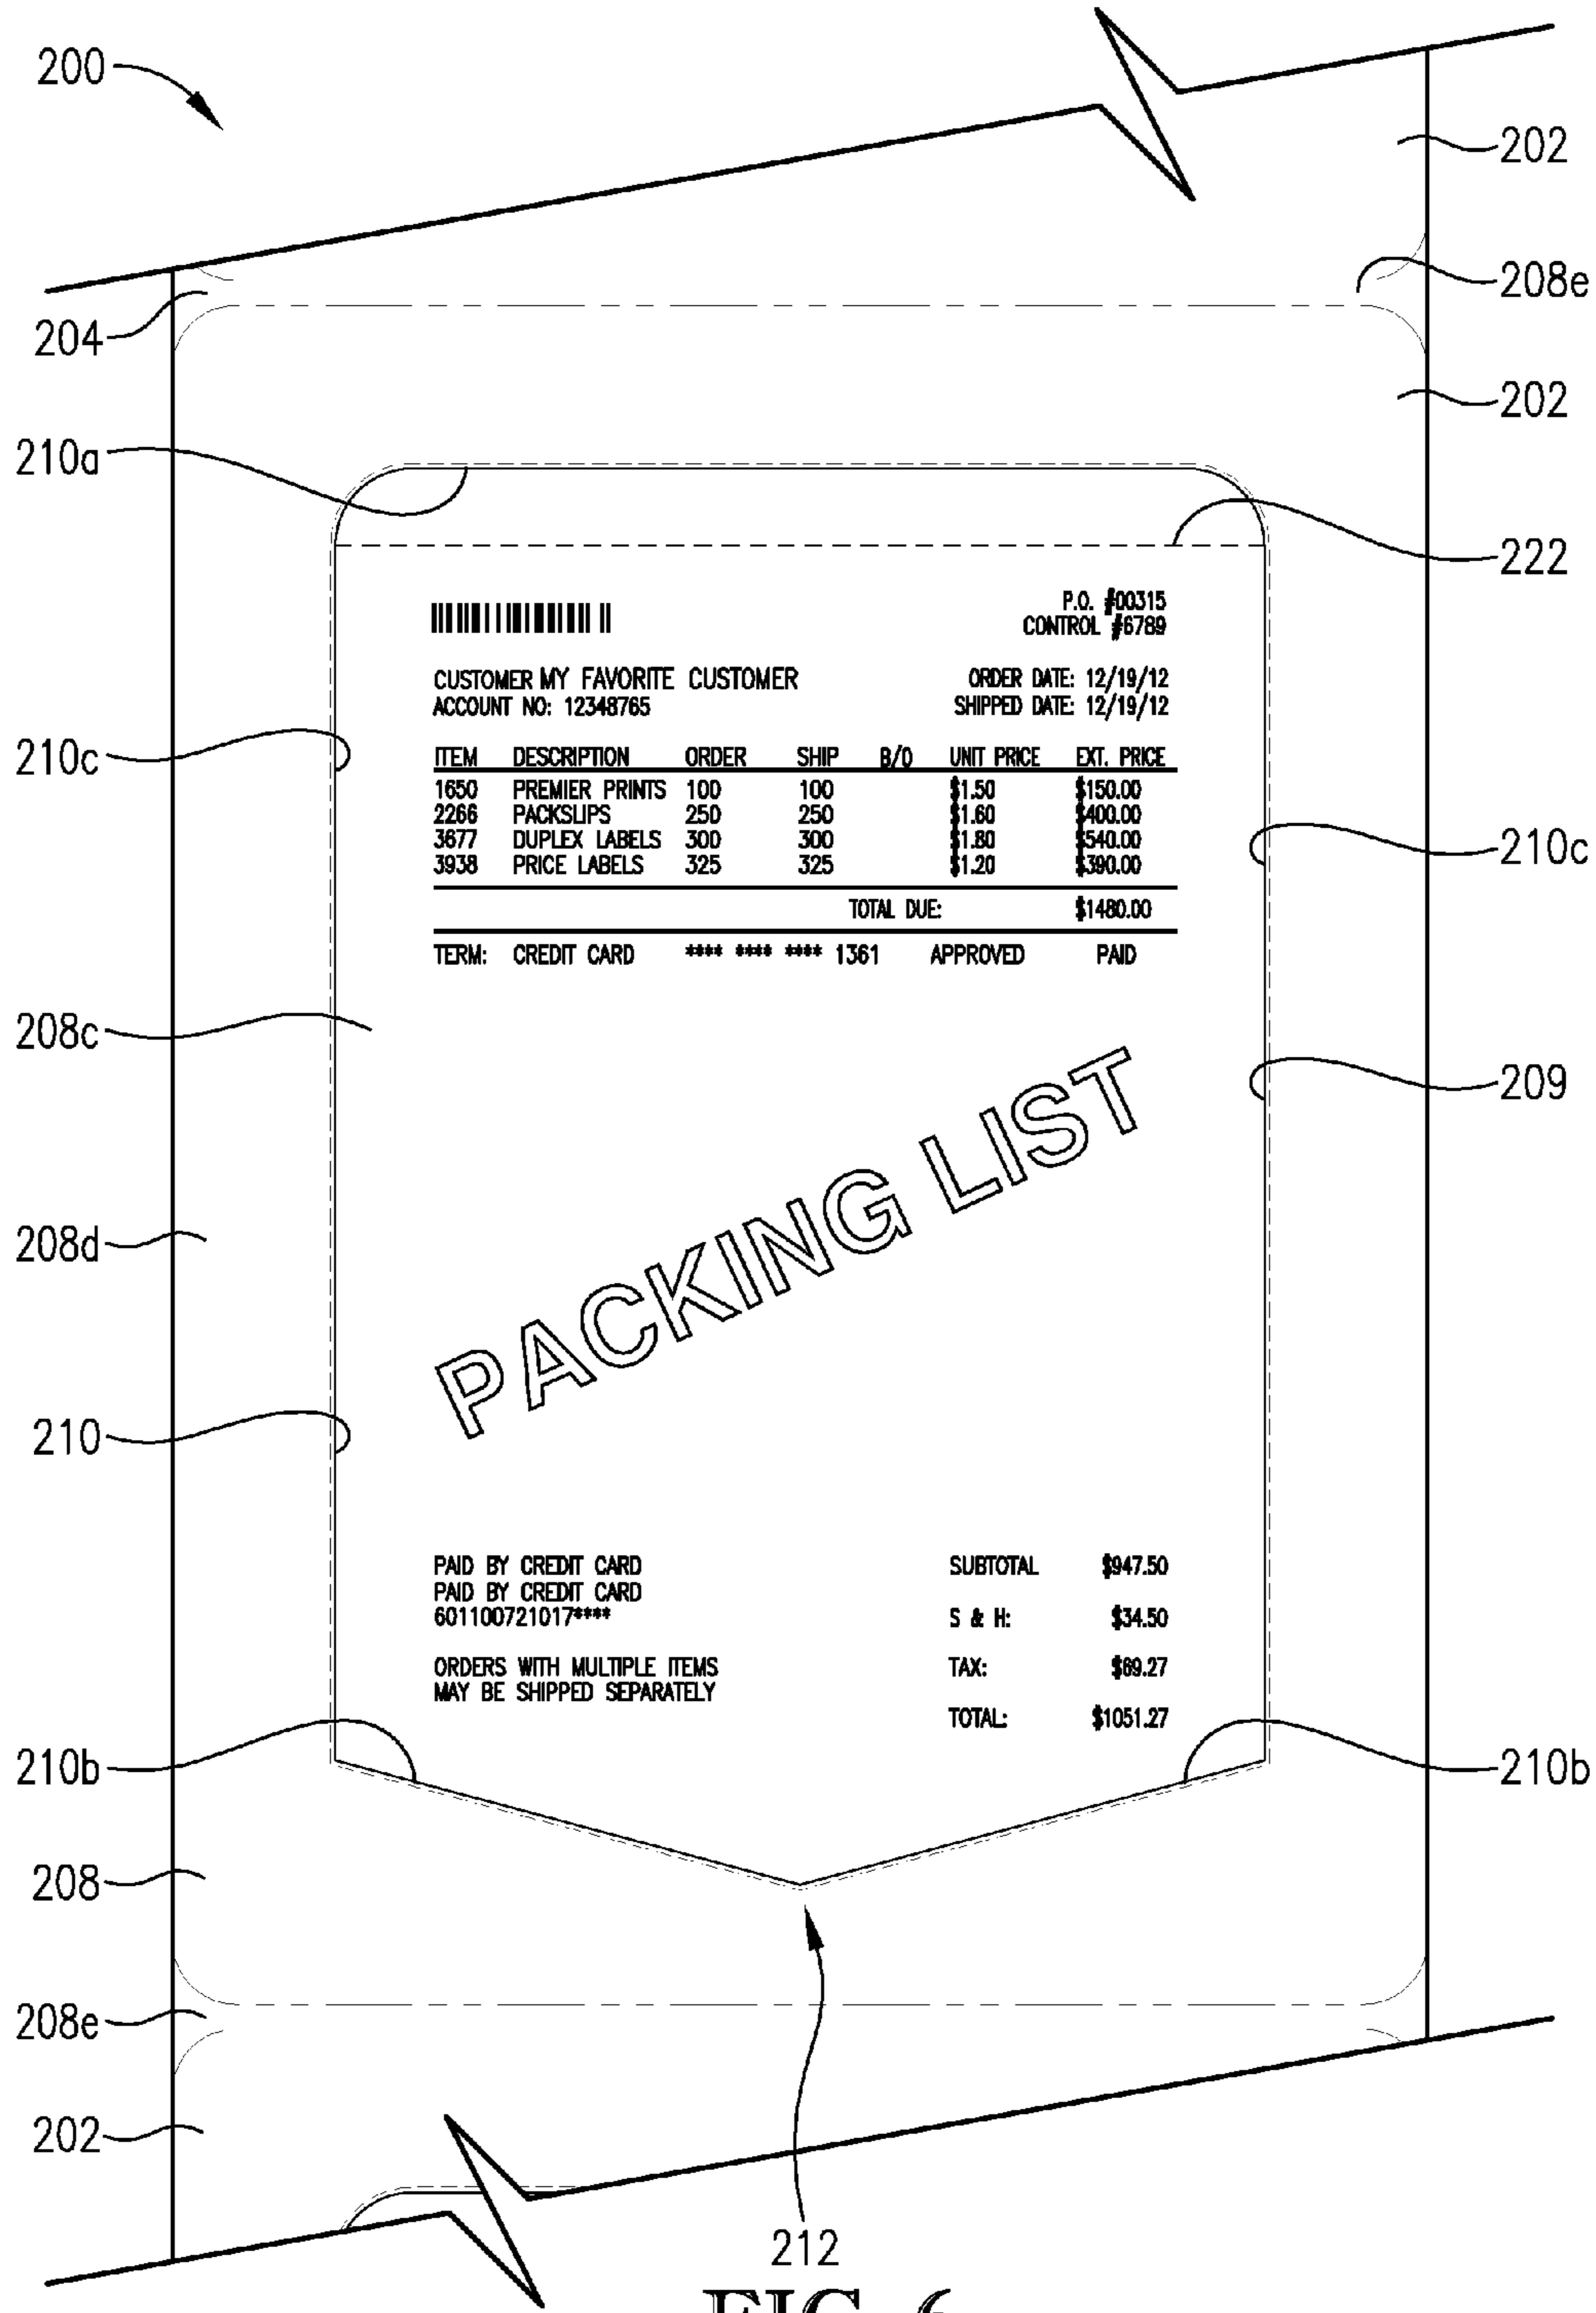 200
202
208e
204
202
210a
222
P.O. #00315
CONTROL #6789
CUSTOMER MY FAVORITE CUSTOMER ORDER DATE: 12/19/12
ACCOUNT NO: 12348765 SHIPPED DATE: 12/19/12
210c
ITEM DESCRIPTION ORDER SHIP B/O UNIT PRICE EXT. PRICE
1650 PREMIER PRINTS 100 100 $1.50 $150.00
2266 PACKSLIPS 250 250 $1.60 $400.00
3677 DUPLEX LABELS 300 300 $1.80 $540.00
3938 PRICE LABELS 325 325 $1.20 $390.00
210c
TOTAL DUE: $1480.00
TERM: CREDIT CARD **** **** **** 1361 APPROVED PAID
208c
209
PACKING LIST
208d
210
PAID BY CREDIT CARD SUBTOTAL $947.50
PAID BY CREDIT CARD
601100721017**** S & H: $34.50
ORDERS WITH MULTIPLE ITEMS TAX: $69.27
MAY BE SHIPPED SEPARATELY
TOTAL: $1051.27
210b
210b
208
208e
202
212
FIG. 6